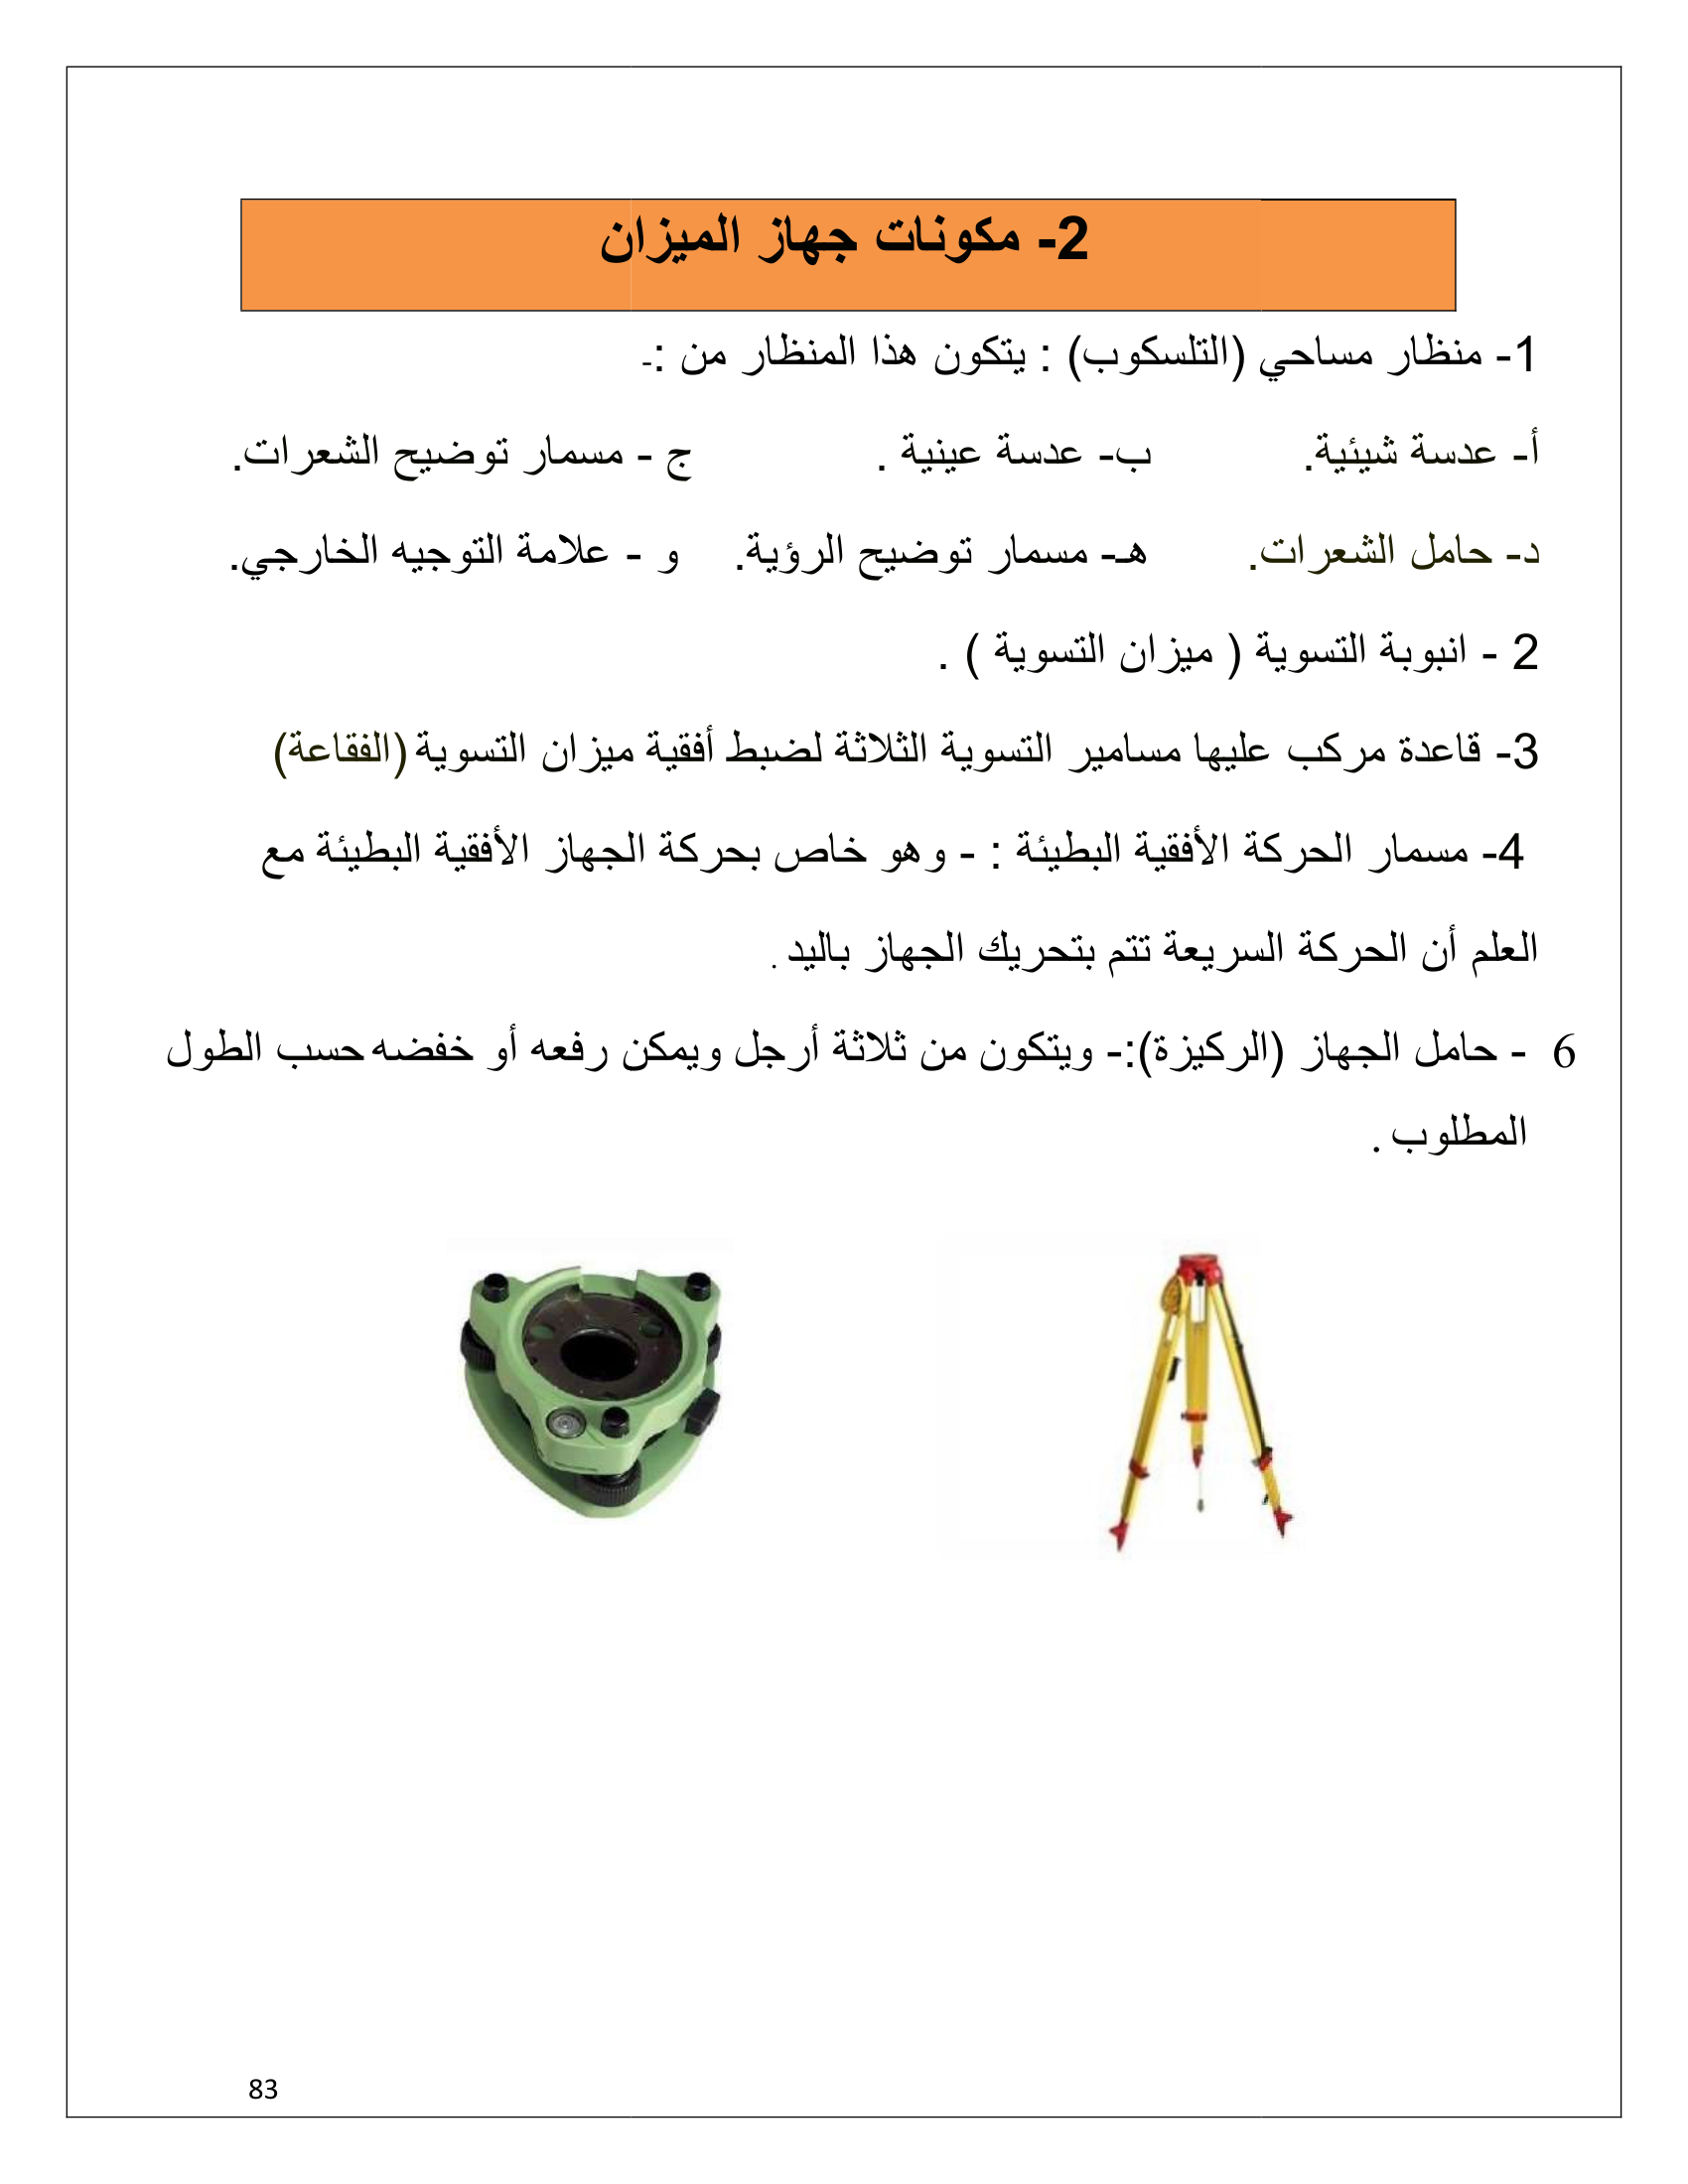 2- مكونات جهاز الميزان
1- منظار مساحي (التلسكوب) : يتكون هذا المنظار من :-
أ- عدسة شيئية. ب- عدسة عينية . ج - مسمار توضيح الشعرات.
د- حامل الشعرات. هـ- مسمار توضيح الرؤية. و - علامة التوجيه الخارجي.
2 - انبوبة التسوية ( ميزان التسوية ) .
3- قاعدة مركب عليها مسامير التسوية الثلاثة لضبط أفقية ميزان التسوية (الفقاعة)
4- مسمار الحركة الأفقية البطيئة : - وهو خاص بحركة الجهاز الأفقية البطيئة مع
العلم أن الحركة السريعة تتم بتحريك الجهاز باليد .
6 - حامل الجهاز (الركيزة):- ويتكون من ثلاثة أرجل ويمكن رفعه أو خفضه حسب الطول
المطلوب .
83